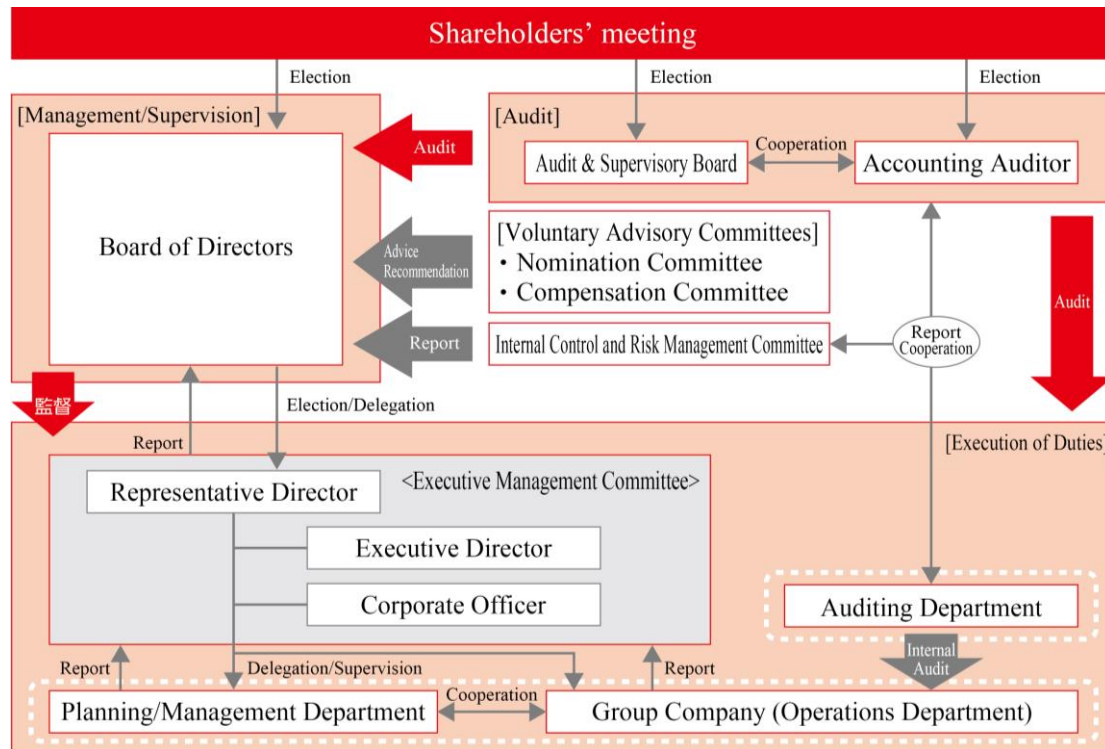 Shareholders’ meeting
Election
Election
Election
[Management/Supervision]
Board of Directors
Audit
[Audit]
Audit & Supervisory Board
Cooperation
Accounting Auditor
Advice
Recommendation
[Voluntary Advisory Committees]
・Nomination Committee
・Compensation Committee
Report
Internal Control and Risk Management Committee
Report
Cooperation
Audit
監督
Election/Delegation
Report
[Execution of Duties]
<Executive Management Committee>
Representative Director
Executive Director
Corporate Officer
Auditing Department
Internal
Audit
Report
Delegation/Supervision
Report
Planning/Management Department
Cooperation
Group Company (Operations Department)